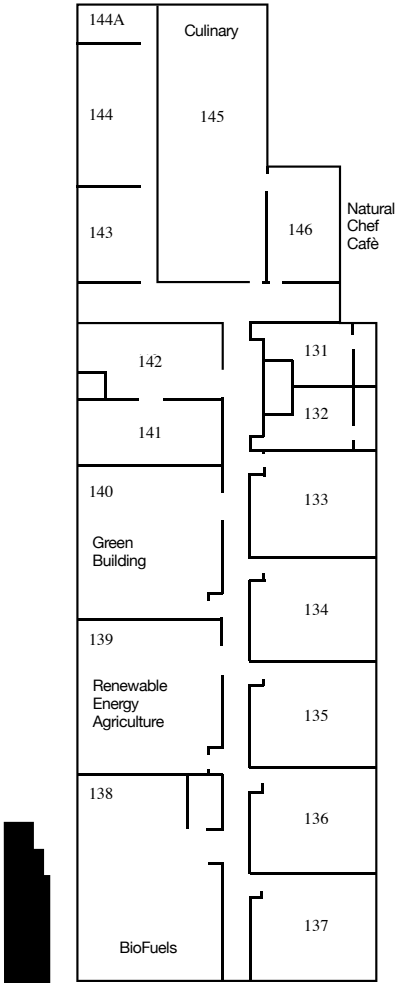 144A
Culinary
144
145
143
146
Natural
Chef
Cafè
142
131
141
132
140
133
Green
Building
134
139
Renewable
Energy
Agriculture
135
138
136
137
BioFuels